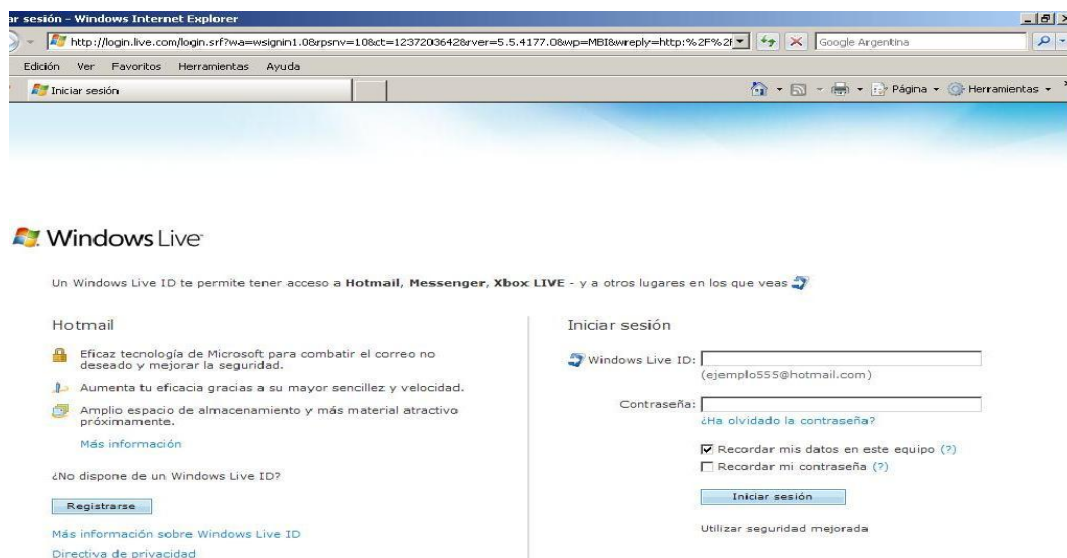 ar sesión - Windows Internet Explorer
http://login.live.com/login.srf?wa=wsignin1.0&rpsnv=10&ct=1237203642&rver=5.5.4177.0&wp=MBI&wreply=http:%2F%2f
Google Argentina
Edición Ver Favoritos Herramientas Ayuda
Iniciar sesión
Página Herramientas
Windows Live
Un Windows Live ID te permite tener acceso a Hotmail, Messenger, Xbox LIVE - y a otros lugares en los que veas
Hotmail
Eficaz tecnología de Microsoft para combatir el correo no
deseado y mejorar la seguridad.
Aumenta tu eficacia gracias a su mayor sencillez y velocidad.
Amplio espacio de almacenamiento y más material atractivo
próximamente.
Más información
¿No dispone de un Windows Live ID?
Registrarse
Más información sobre Windows Live ID
Directiva de privacidad
Iniciar sesión
Windows Live ID:
(ejemplo555@hotmail.com)
Contraseña:
¿Ha olvidado la contraseña?
Recordar mis datos en este equipo (?)
Recordar mi contraseña (?)
Iniciar sesión
Utilizar seguridad mejorada